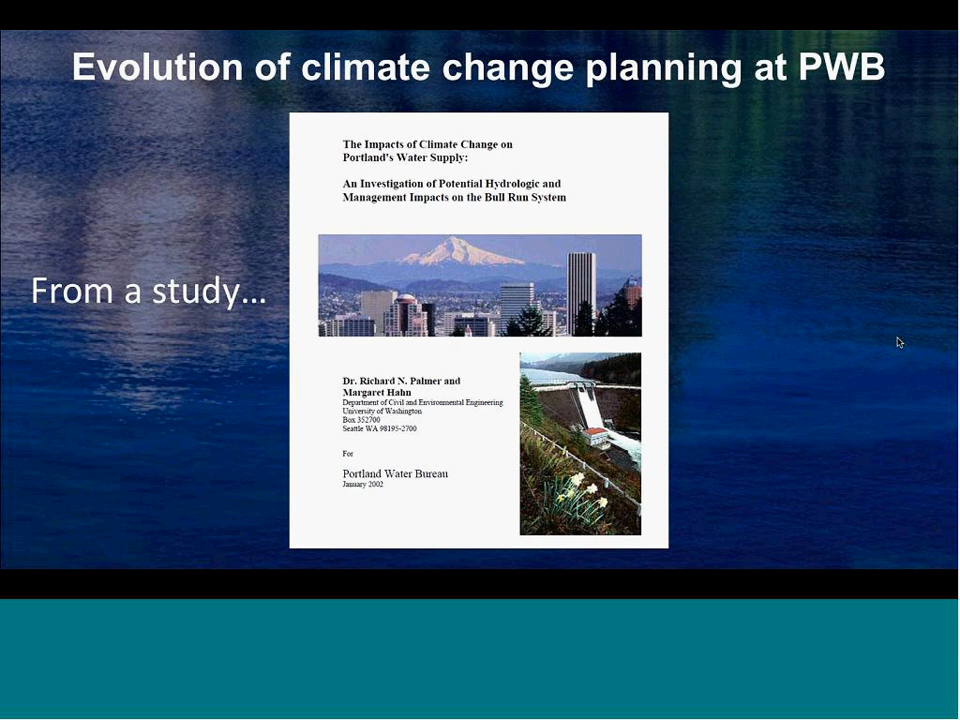 Evolution of climate change planning at PWB
From a study...
The Impacts of Climate Change on
Portland's Water Supply:
An Investigation of Potential Hydrologic and
Management Impacts on the Bull Run System
Dr. Richard N. Palmer and
Margaret Hahn
Department of Civil and Environmental Engineering
University of Washington
Box 352700
Seattle WA 98195-2700
For
Portland Water Bureau
January 2002